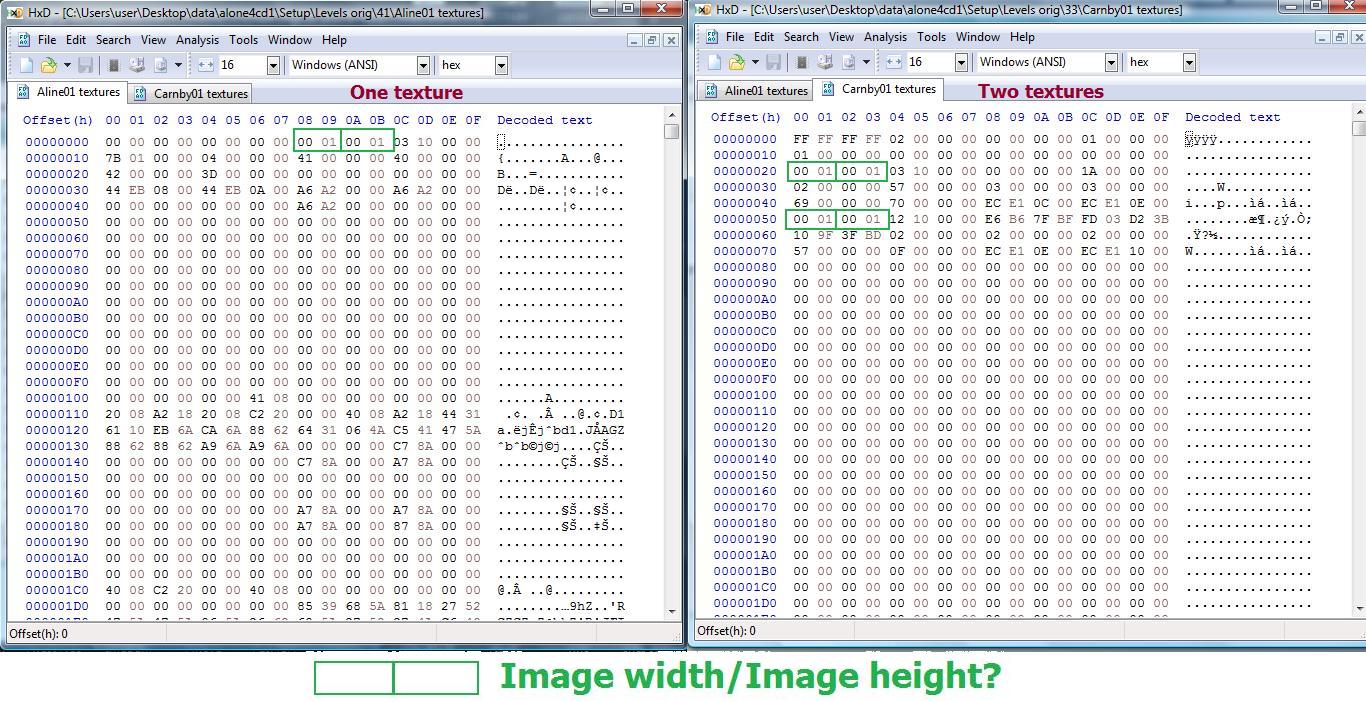 HxD - [C:\Users\user\Desktop\data\alone4cd1\Setup\Levels orig\41\Aline01 textures]
File Edit Search View Analysis Tools Window Help
16 Windows (ANSI) hex
Aline01 textures Carnby01 textures One texture
Offset(h) 00 01 02 03 04 05 06 07 08 09 0A 0B 0C 0D 0E 0F Decoded text
00000000 00 00 00 00 00 00 00 00 00 01 00 01 03 10 00 00 ................
00000010 7B 01 00 00 04 00 00 00 41 00 00 00 40 00 00 00 {.......A...@...
00000020 42 00 00 00 3D 00 00 00 00 00 00 00 00 00 00 00 B...=...........
00000030 44 EB 08 00 44 EB 0A 00 A6 A2 00 00 A6 A2 00 00 Dë..Dë..¦¢..¦¢..
00000040 00 00 00 00 00 00 00 00 A6 A2 00 00 00 00 00 00 ........¦¢......
00000050 00 00 00 00 00 00 00 00 00 00 00 00 00 00 00 00 ................
00000060 00 00 00 00 00 00 00 00 00 00 00 00 00 00 00 00 ................
00000070 00 00 00 00 00 00 00 00 00 00 00 00 00 00 00 00 ................
00000080 00 00 00 00 00 00 00 00 00 00 00 00 00 00 00 00 ................
00000090 00 00 00 00 00 00 00 00 00 00 00 00 00 00 00 00 ................
000000A0 00 00 00 00 00 00 00 00 00 00 00 00 00 00 00 00 ................
000000B0 00 00 00 00 00 00 00 00 00 00 00 00 00 00 00 00 ................
000000C0 00 00 00 00 00 00 00 00 00 00 00 00 00 00 00 00 ................
000000D0 00 00 00 00 00 00 00 00 00 00 00 00 00 00 00 00 ................
000000E0 00 00 00 00 00 00 00 00 00 00 00 00 00 00 00 00 ................
000000F0 00 00 00 00 00 00 00 00 00 00 00 00 00 00 00 00 ................
00000100 00 00 00 00 00 00 41 08 00 00 00 00 00 00 00 00 ......A.........
00000110 20 08 A2 18 20 08 C2 20 00 00 40 08 A2 18 44 31  .¢. .Â ..@.¢.D1
00000120 61 10 EB 6A CA 6A 88 62 64 31 06 4A C5 41 47 5A a.ëjÊjˆbd1.JÅAGZ
00000130 88 62 88 62 A9 6A A9 6A 00 00 00 00 C7 8A 00 00 ˆbˆb©j©j....ÇŠ..
00000140 00 00 00 00 00 00 00 00 C7 8A 00 00 A7 8A 00 00 ........ÇŠ..§Š..
00000150 00 00 00 00 00 00 00 00 00 00 00 00 00 00 00 00 ................
00000160 00 00 00 00 00 00 00 00 00 00 00 00 00 00 00 00 ................
00000170 00 00 00 00 00 00 00 00 A7 8A 00 00 A7 8A 00 00 ........§Š..§Š..
00000180 00 00 00 00 00 00 00 00 A7 8A 00 00 87 8A 00 00 ........§Š..‡Š..
00000190 00 00 00 00 00 00 00 00 00 00 00 00 00 00 00 00 ................
000001A0 00 00 00 00 00 00 00 00 00 00 00 00 00 00 00 00 ................
000001B0 00 00 00 00 00 00 00 00 00 00 00 00 00 00 00 00 ................
000001C0 40 08 C2 20 00 00 40 08 00 00 00 00 00 00 00 00 @.Â ..@.........
000001D0 00 00 00 00 00 00 00 00 85 39 68 5A 81 18 27 52 ........…9hZ..'R
Offset(h): 0
HxD - [C:\Users\user\Desktop\data\alone4cd1\Setup\Levels orig\33\Carnby01 textures]
File Edit Search View Analysis Tools Window Help
16 Windows (ANSI) hex
Aline01 textures Carnby01 textures Two textures
Offset(h) 00 01 02 03 04 05 06 07 08 09 0A 0B 0C 0D 0E 0F Decoded text
00000000 FF FF FF FF 02 00 00 00 00 00 00 00 00 00 00 00 ÿÿÿÿ............
00000010 01 00 00 00 00 00 00 00 00 00 00 00 00 00 00 00 ................
00000020 00 01 00 01 03 10 00 00 00 00 00 00 1A 00 00 00 ................
00000030 02 00 00 00 57 00 00 00 03 00 00 00 03 00 00 00 ....W...........
00000040 69 00 00 00 70 00 00 00 EC E1 0C 00 EC E1 0E 00 i...p...ìá..ìá..
00000050 00 01 00 01 12 10 00 00 E6 B6 7F BF FD 03 D2 3B ........æ¶.¿ý.Ò;
00000060 10 9F 3F BD 02 00 00 00 02 00 00 00 02 00 00 00 .Ÿ?½............
00000070 57 00 00 00 0F 00 00 00 EC E1 0E 00 EC E1 10 00 W.......ìá..ìá..
00000080 00 00 00 00 00 00 00 00 00 00 00 00 00 00 00 00 ................
00000090 00 00 00 00 00 00 00 00 00 00 00 00 00 00 00 00 ................
000000A0 00 00 00 00 00 00 00 00 00 00 00 00 00 00 00 00 ................
000000B0 00 00 00 00 00 00 00 00 00 00 00 00 00 00 00 00 ................
000000C0 00 00 00 00 00 00 00 00 00 00 00 00 00 00 00 00 ................
000000D0 00 00 00 00 00 00 00 00 00 00 00 00 00 00 00 00 ................
000000E0 00 00 00 00 00 00 00 00 00 00 00 00 00 00 00 00 ................
000000F0 00 00 00 00 00 00 00 00 00 00 00 00 00 00 00 00 ................
00000100 00 00 00 00 00 00 00 00 00 00 00 00 00 00 00 00 ................
00000110 00 00 00 00 00 00 00 00 00 00 00 00 00 00 00 00 ................
00000120 00 00 00 00 00 00 00 00 00 00 00 00 00 00 00 00 ................
00000130 00 00 00 00 00 00 00 00 00 00 00 00 00 00 00 00 ................
00000140 00 00 00 00 00 00 00 00 00 00 00 00 00 00 00 00 ................
00000150 00 00 00 00 00 00 00 00 00 00 00 00 00 00 00 00 ................
00000160 00 00 00 00 00 00 00 00 00 00 00 00 00 00 00 00 ................
00000170 00 00 00 00 00 00 00 00 00 00 00 00 00 00 00 00 ................
00000180 00 00 00 00 00 00 00 00 00 00 00 00 00 00 00 00 ................
00000190 00 00 00 00 00 00 00 00 00 00 00 00 00 00 00 00 ................
000001A0 00 00 00 00 00 00 00 00 00 00 00 00 00 00 00 00 ................
000001B0 00 00 00 00 00 00 00 00 00 00 00 00 00 00 00 00 ................
000001C0 00 00 00 00 00 00 00 00 00 00 00 00 00 00 00 00 ................
000001D0 00 00 00 00 00 00 00 00 00 00 00 00 00 00 00 00 ................
Offset(h): 0
Image width/Image height?